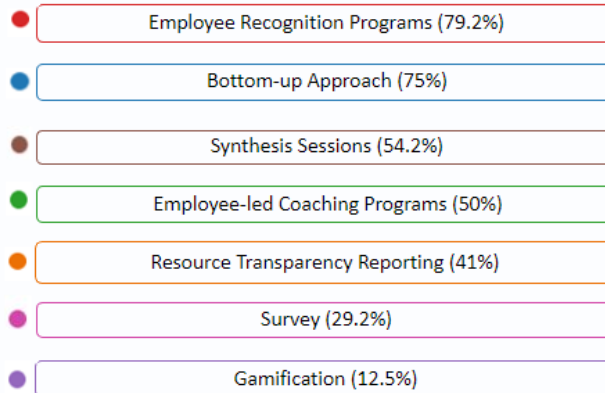 Employee Recognition Programs (79.2%)
Bottom-up Approach (75%)
Synthesis Sessions (54.2%)
Employee-led Coaching Programs (50%)
Resource Transparency Reporting (41%)
Survey (29.2%)
Gamification (12.5%)